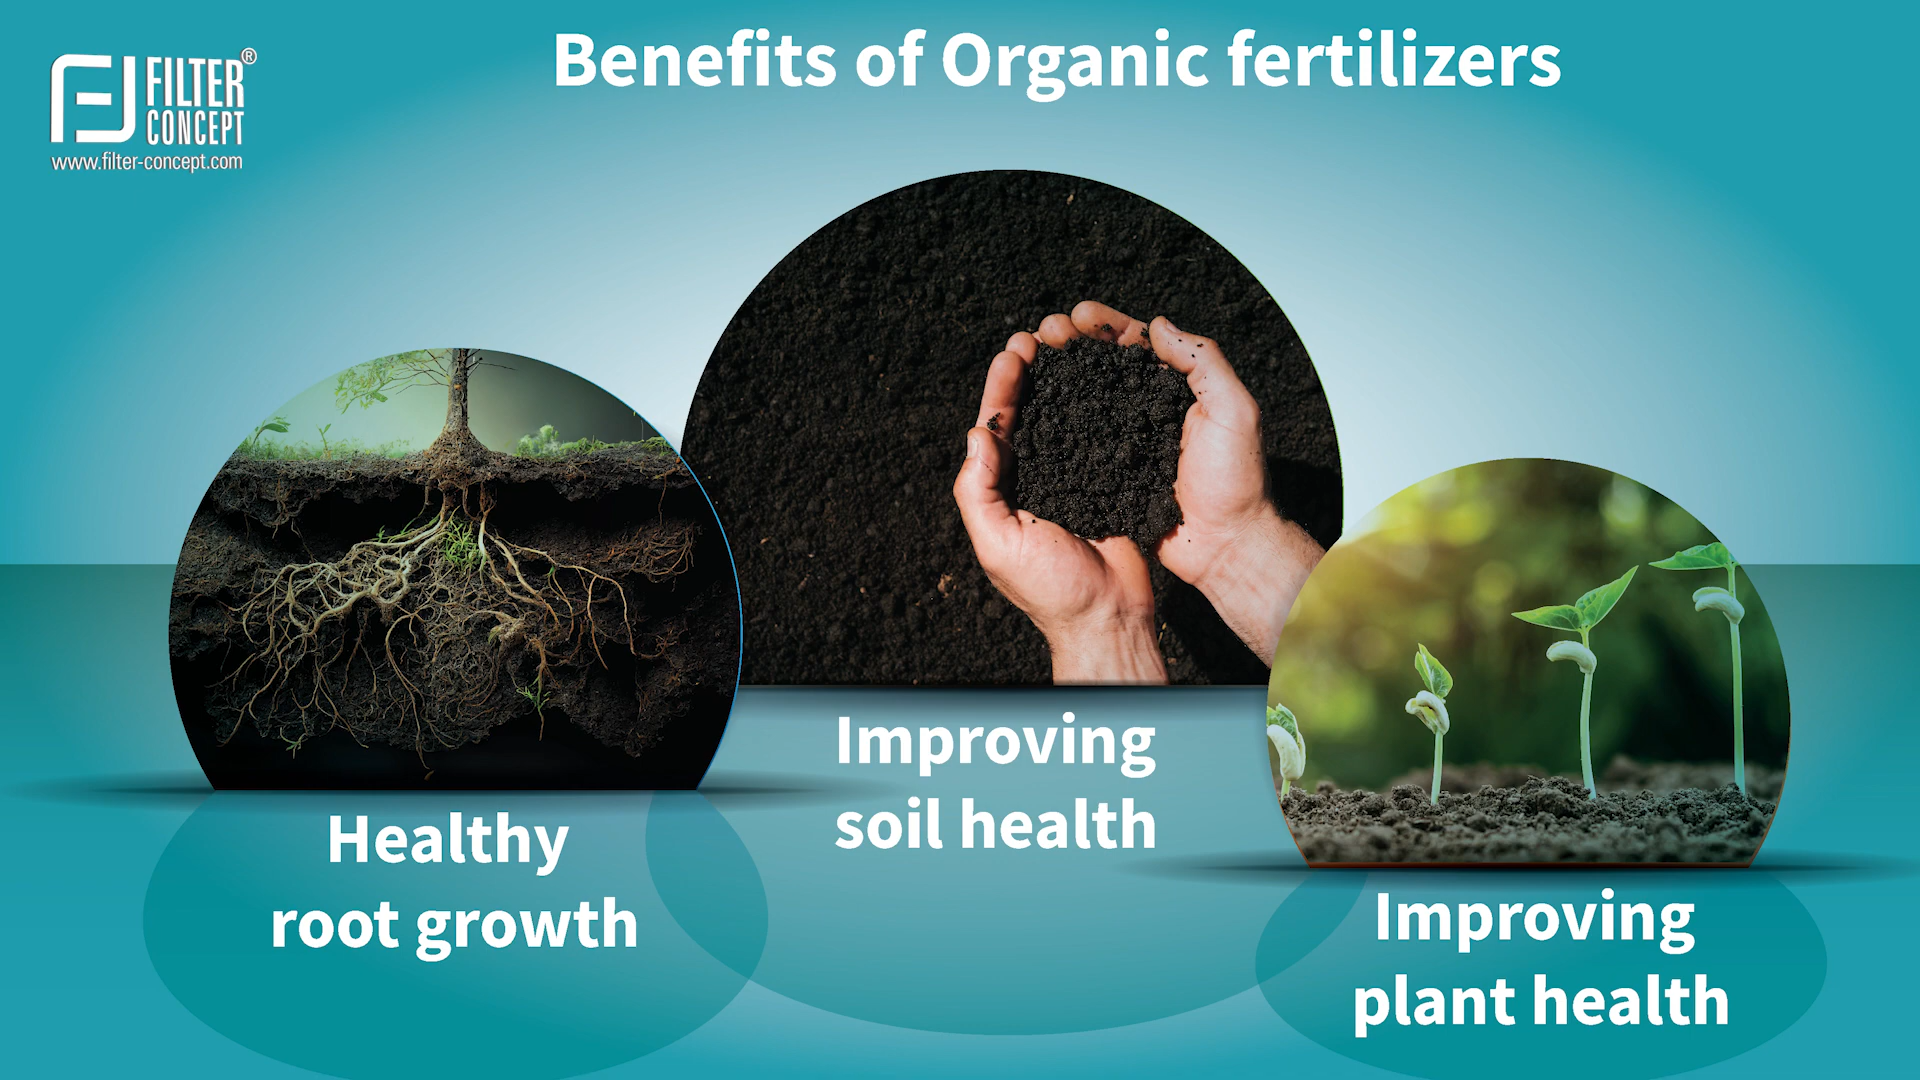 Benefits of Organic fertilizers
FILTER®
CONCEPT
www.filter-concept.com
Healthy
root growth
Improving
soil health
Improving
plant health